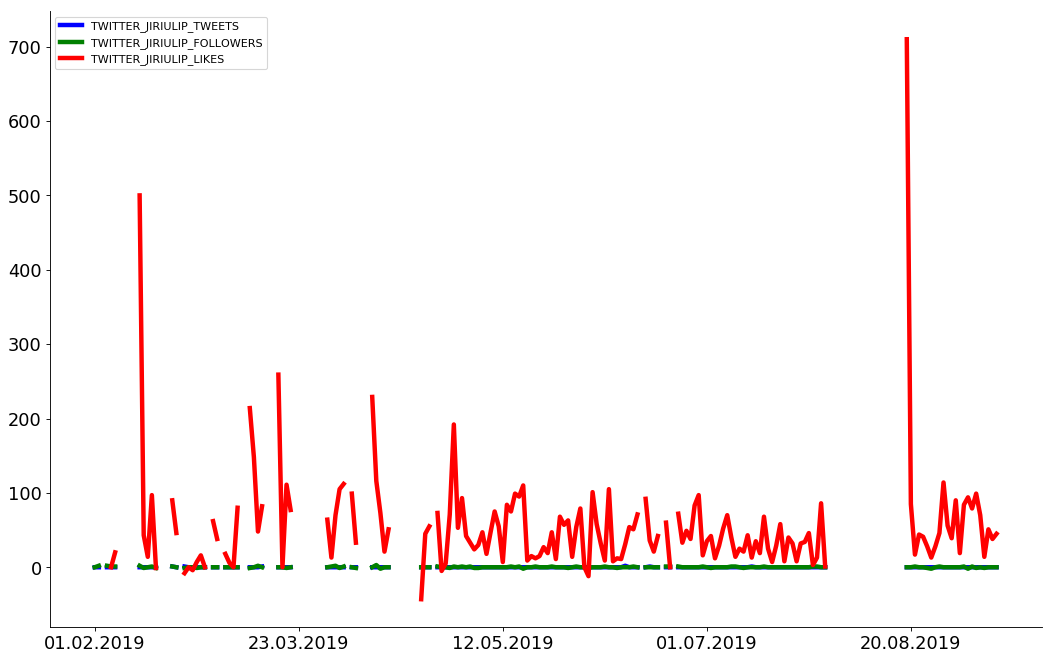 TWITTER_JIRIULIP_TWEETS
TWITTER_JIRIULIP_FOLLOWERS
TWITTER_JIRIULIP_LIKES
700
600
500
400
300
200
100
0
01.02.2019 23.03.2019 12.05.2019 01.07.2019 20.08.2019